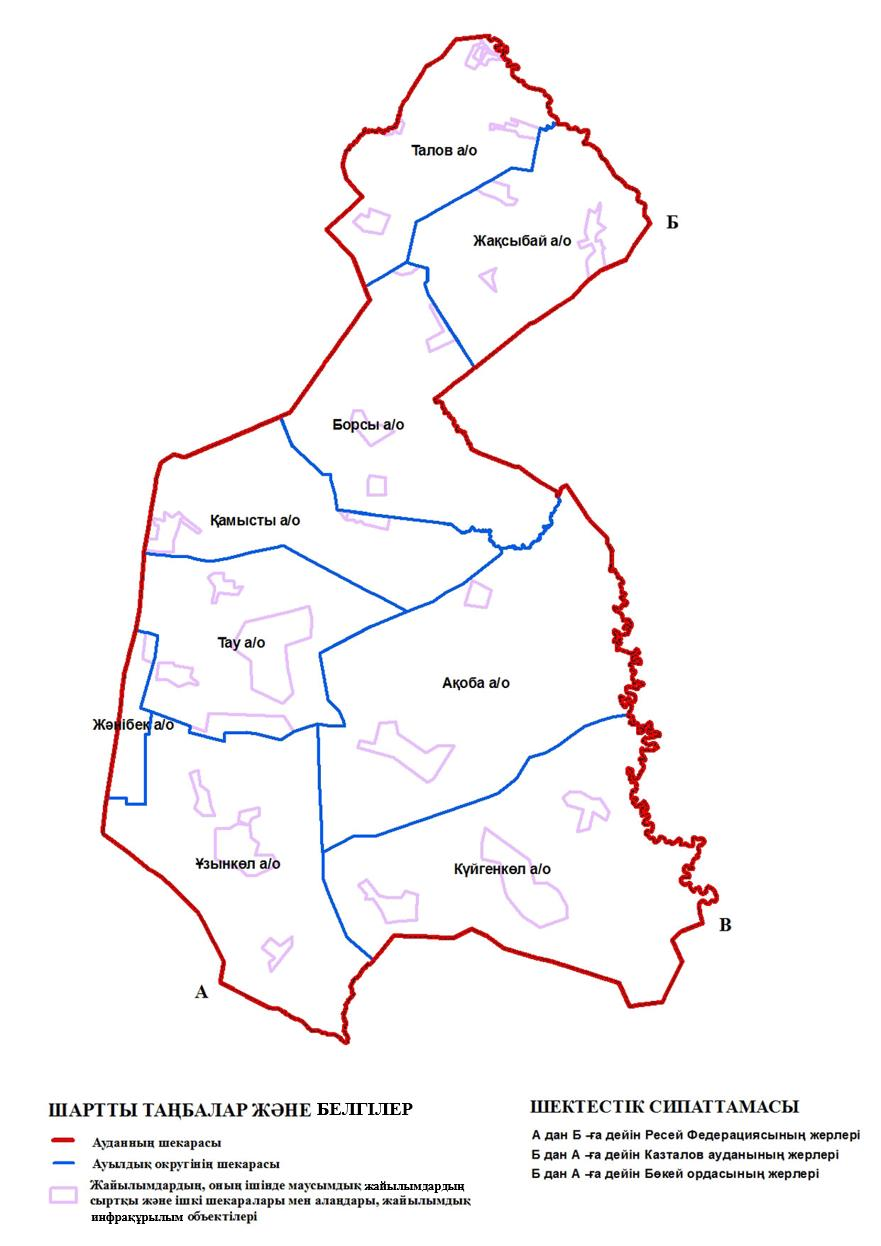 Талов а/о
Б
Жақсыбай а/о
Борсы а/о
Қамысты а/о
Тау а/о
Ақоба а/о
Жәнібек а/о
Ұзынкөл а/о
Күйгенкөл а/о
В
А
ШАРТТЫ ТАҢБАЛАР ЖӘНЕ БЕЛГІЛЕР
Ауданның шекарасы
Ауылдық округінің шекарасы
Жайылымдардың, оның ішінде маусымдық жайылымдардың
сыртқы және ішкі шекаралары мен алаңдары, жайылымдық
инфрақұрылым объектілері
ШЕКТЕСТІК СИПАТТАМАСЫ
А дан Б -ға дейін Ресей Федерациясының жерлері
Б дан А -ға дейін Казталов ауданының жерлері
Б дан А -ға дейін Бөкей ордасының жерлері